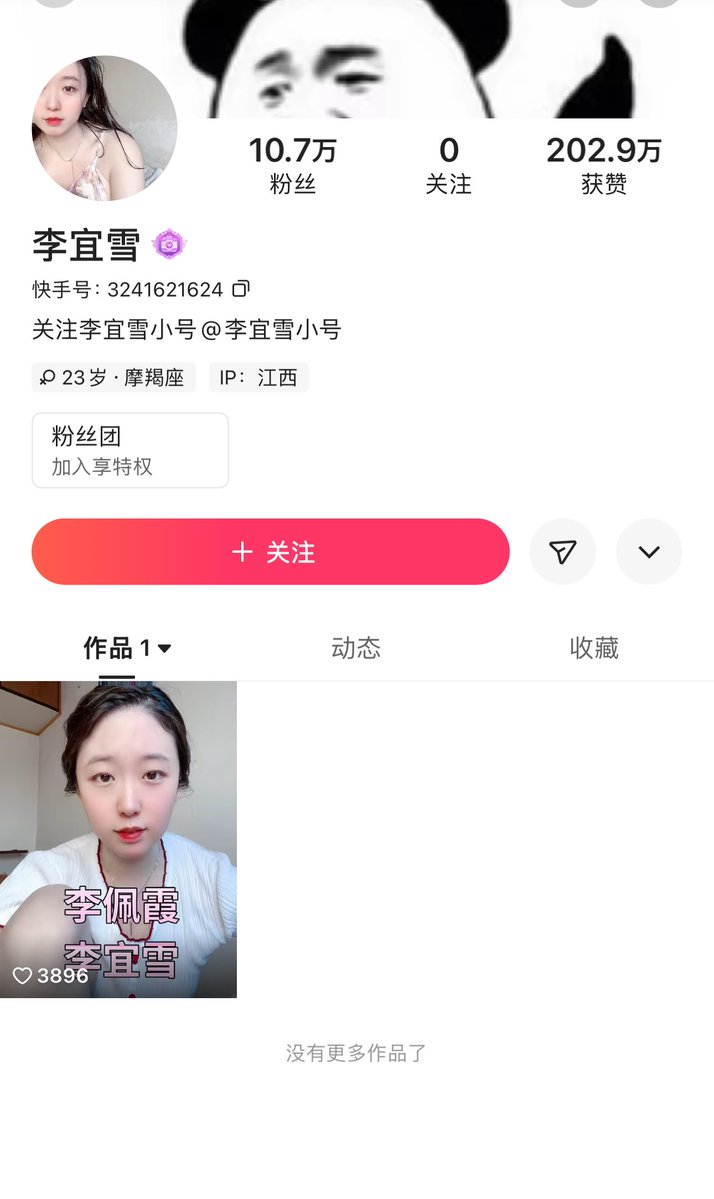 10.7万
粉丝
0
关注
202.9万
获赞
李宜雪
快手号: 3241621624
关注李宜雪小号@李宜雪小号
23岁·摩羯座
IP: 江西
粉丝团
加入享特权
+ 关注
作品 1
动态
收藏
李佩霞
李宜雪
3896
没有更多作品了